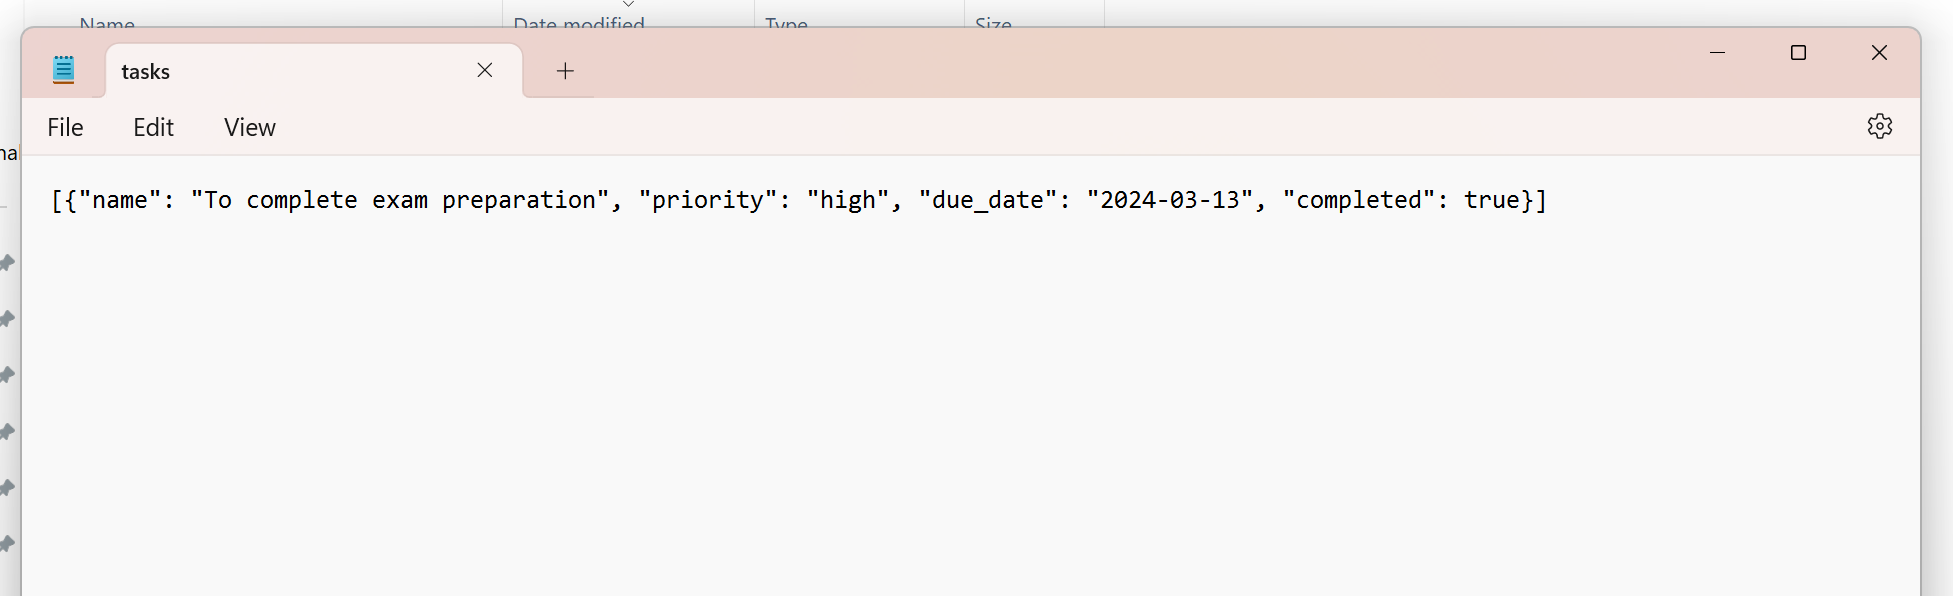 Name Date modified Type Size
tasks
File Edit View
[{"name": "To complete exam preparation", "priority": "high", "due_date": "2024-03-13", "completed": true}]